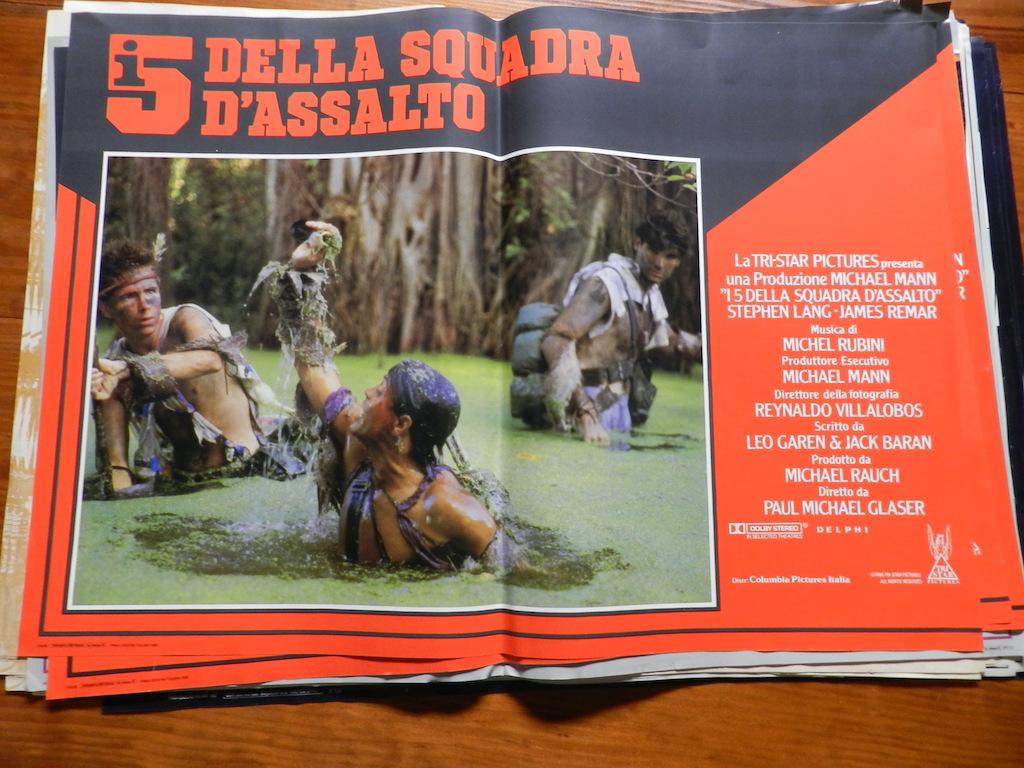 i 5 DELLA SQUADRA
D'ASSALTO
La TRI-STAR PICTURES presenta
una Produzione MICHAEL MANN
"I 5 DELLA SQUADRA D'ASSALTO"
STEPHEN LANG - JAMES REMAR
Musica di
MICHEL RUBINI
Produttore Esecutivo
MICHAEL MANN
Direttore della fotografia
REYNALDO VILLALOBOS
Scritto da
LEO GAREN & JACK BARAN
Prodotto da
MICHAEL RAUCH
Diretto da
PAUL MICHAEL GLASER
DOLBY STEREO ® DELPHI
IN SELECTED THEATRES
Distr: Columbia Pictures Italia
TRI
STAR
PICTURES